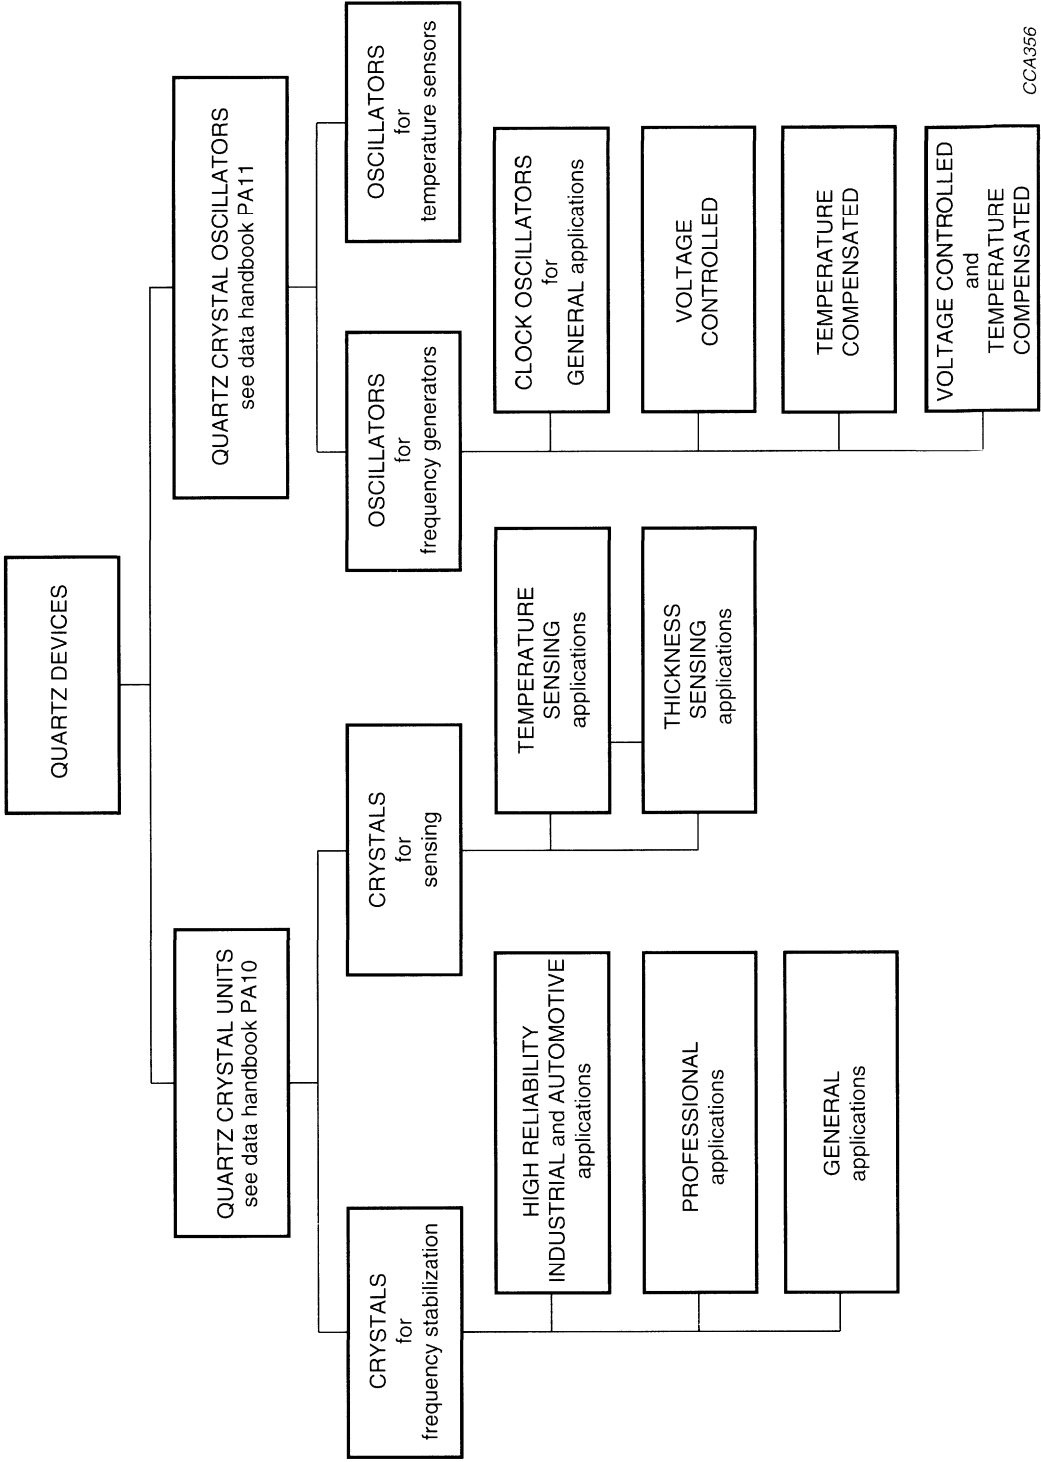 QUARTZ DEVICES
QUARTZ CRYSTAL UNITS
see data handbook PA10
QUARTZ CRYSTAL OSCILLATORS
see data handbook PA11
CRYSTALS
for
frequency stabilization
CRYSTALS
for
sensing
OSCILLATORS
for
frequency generators
OSCILLATORS
for
temperature sensors
HIGH RELIABILITY
INDUSTRIAL and AUTOMOTIVE
applications
PROFESSIONAL
applications
GENERAL
applications
TEMPERATURE
SENSING
applications
THICKNESS
SENSING
applications
CLOCK OSCILLATORS
for
GENERAL applications
VOLTAGE
CONTROLLED
TEMPERATURE
COMPENSATED
VOLTAGE CONTROLLED
and
TEMPERATURE
COMPENSATED
CCA356